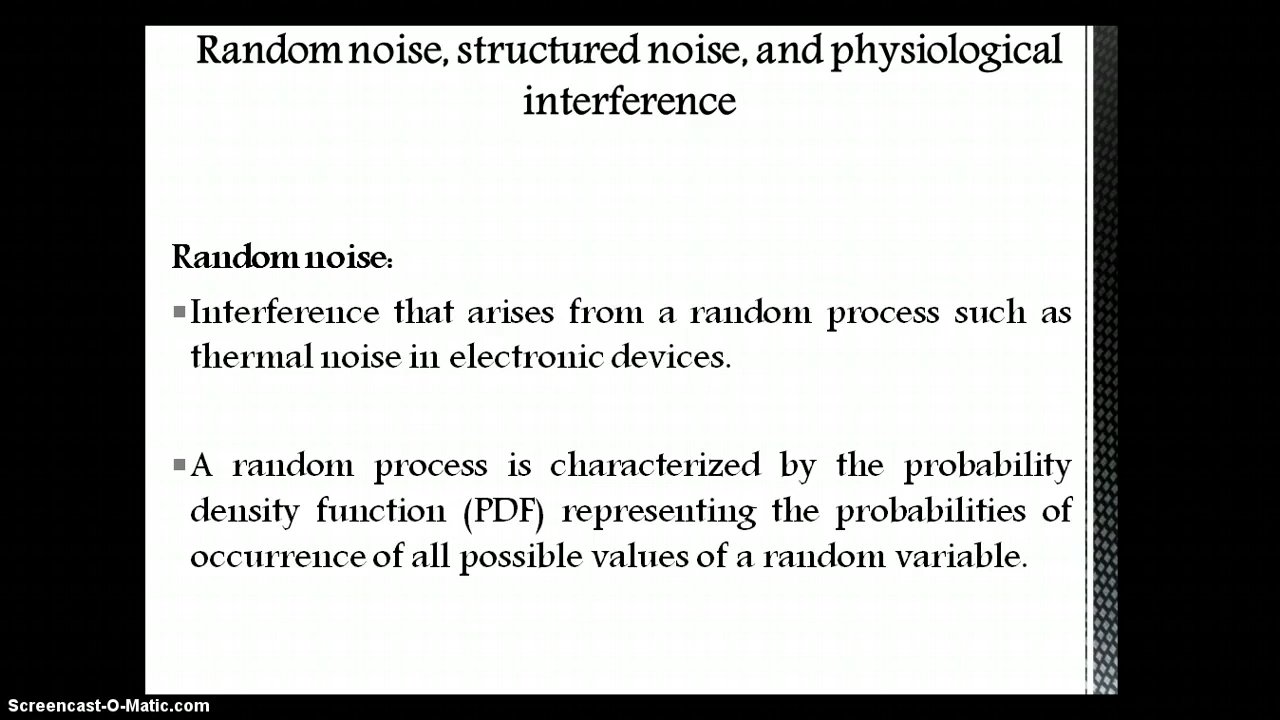 Random noise, structured noise, and physiological
interference
Random noise:
▪Interference that arises from a random process such as
thermal noise in electronic devices.
▪A random process is characterized by the probability
density function (PDF) representing the probabilities of
occurrence of all possible values of a random variable.
Screencast-O-Matic.com